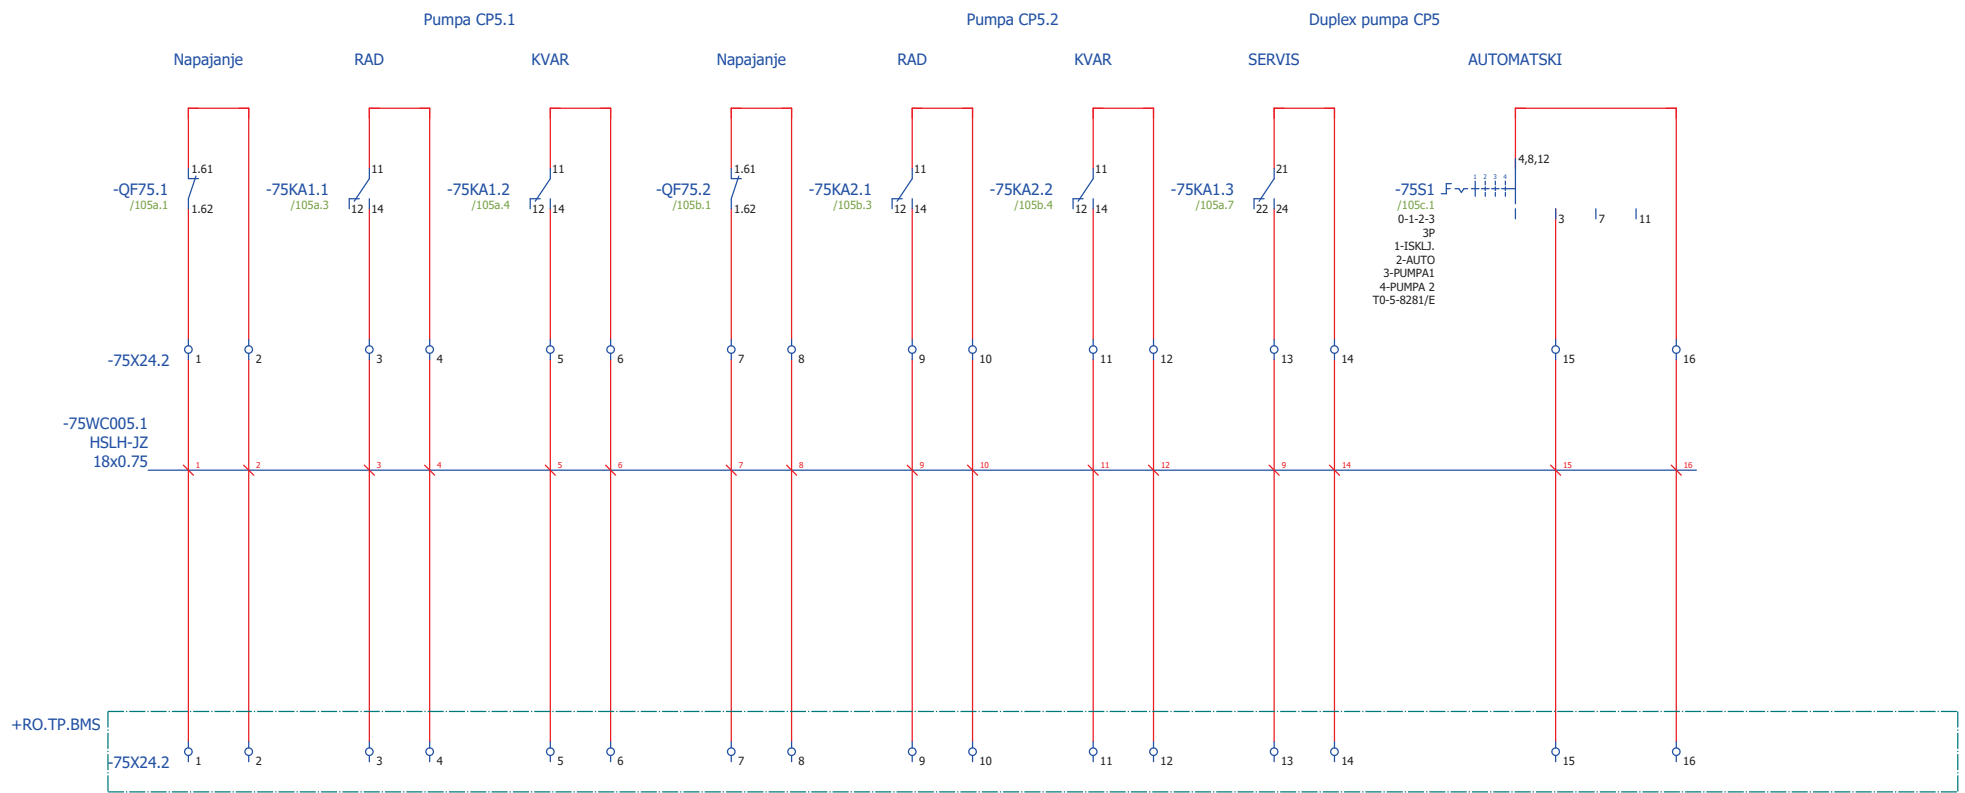 Pumpa CP5.1 Pumpa CP5.2 Duplex pumpa CP5
Napajanje RAD KVAR Napajanje RAD KVAR SERVIS AUTOMATSKI
1.61 11 11 1.61 11 11 21 4,8,12
-QF75.1 -75KA1.1 -75KA1.2 -QF75.2 -75KA2.1 -75KA2.2 -75KA1.3 -75S1 1 2 3 4
/105a.1 /105a.3 /105a.4 /105b.1 /105b.3 /105b.4 /105a.7 /105c.1
1.62 12 14 12 14 1.62 12 14 12 14 22 24
0-1-2-3 3 7 11
3P
1-ISKLJ.
2-AUTO
3-PUMPA1
4-PUMPA 2
T0-5-8281/E
-75X24.2 1 2 3 4 5 6 7 8 9 10 11 12 13 14 15 16
-75WC005.1
HSLH-JZ
18x0.75 1 2 3 4 5 6 7 8 9 10 11 12 9 14 15 16
+RO.TP.BMS
-75X24.2 1 2 3 4 5 6 7 8 9 10 11 12 13 14 15 16